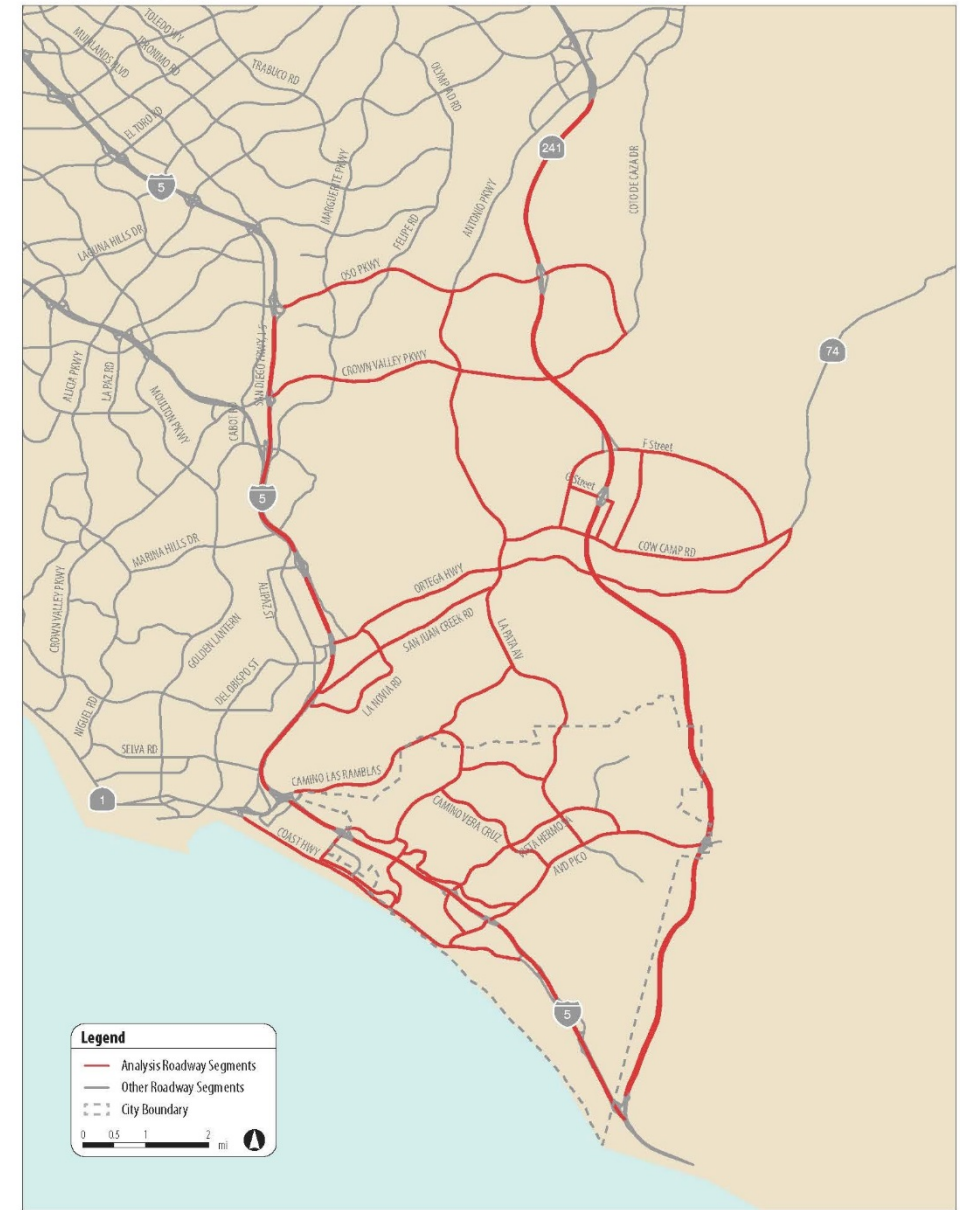 TOLEDO WY
MUIRLANDS BLVD
JERONIMO RD
TRABUCO RD
OLYMPIAD RD
EL TORO RD
241
5
MARGUERITE PKWY
COTO DE CAZA DR
ANTONIO PKWY
FELIPE RD
LAGUNA HILLS DR
OSO PKWY
SAN DIEGO FWY, I-5
74
CROWN VALLEY PKWY
ALICIA PKWY
LA PAZ RD
MOULTON PKWY
CABOT RD
F Street
G Street
5
COW CAMP RD
MARINA HILLS DR
ORTEGA HWY
CROWN VALLEY PKWY
ALIPAZ ST
SAN JUAN CREEK RD
LA PATA AV
GOLDEN LANTERN
DEL OBISPO ST
LA NOVIA RD
NIGUEL RD
SELVA RD
CAMINO LAS RAMBLAS
1
CAMINO VERA CRUZ
VISTA HERMOSA
COAST HWY
AVD PICO
5
Legend
Analysis Roadway Segments
Other Roadway Segments
City Boundary
0 0.5 1 2 mi